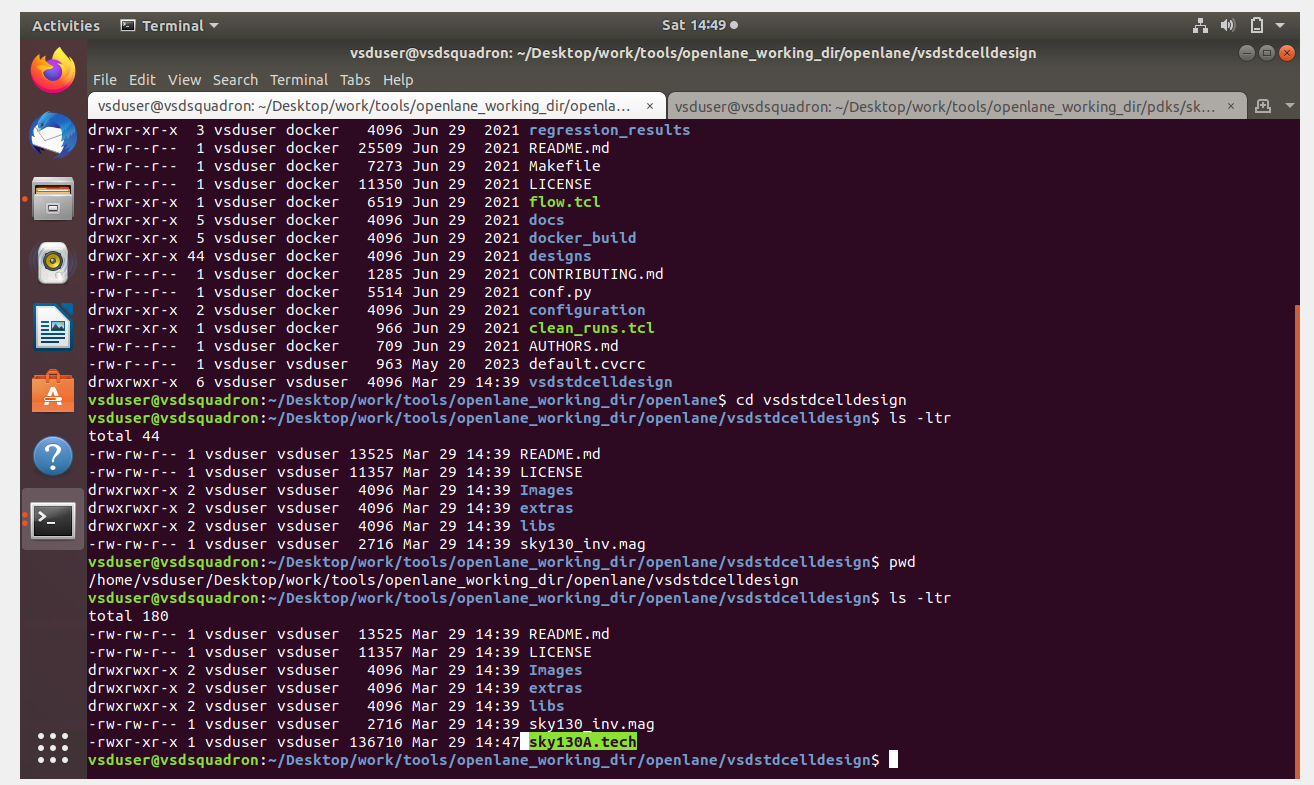 Activities Terminal Sat 14:49
vsduser@vsdsquadron: ~/Desktop/work/tools/openlane_working_dir/openlane/vsdstdcelldesign
File Edit View Search Terminal Tabs Help
vsduser@vsdsquadron: ~/Desktop/work/tools/openlane_working_dir/openla... × vsduser@vsdsquadron: ~/Desktop/work/tools/openlane_working_dir/pdks/sk... ×
drwxr-xr-x  3 vsduser docker   4096 Jun 29  2021 regression_results
-rw-r--r--  1 vsduser docker  25509 Jun 29  2021 README.md
-rw-r--r--  1 vsduser docker   7273 Jun 29  2021 Makefile
-rw-r--r--  1 vsduser docker  11350 Jun 29  2021 LICENSE
-rwxr-xr-x  1 vsduser docker   6519 Jun 29  2021 flow.tcl
drwxr-xr-x  5 vsduser docker   4096 Jun 29  2021 docs
drwxr-xr-x  5 vsduser docker   4096 Jun 29  2021 docker_build
drwxr-xr-x 44 vsduser docker   4096 Jun 29  2021 designs
-rw-r--r--  1 vsduser docker   1285 Jun 29  2021 CONTRIBUTING.md
-rw-r--r--  1 vsduser docker   5514 Jun 29  2021 conf.py
drwxr-xr-x  2 vsduser docker   4096 Jun 29  2021 configuration
-rwxr-xr-x  1 vsduser docker    966 Jun 29  2021 clean_runs.tcl
-rw-r--r--  1 vsduser docker    709 Jun 29  2021 AUTHORS.md
-rw-r--r--  1 vsduser vsduser   963 May 20  2023 default.cvcrc
drwxrwxr-x  6 vsduser vsduser  4096 Mar 29 14:39 vsdstdcelldesign
vsduser@vsdsquadron:~/Desktop/work/tools/openlane_working_dir/openlane$ cd vsdstdcelldesign
vsduser@vsdsquadron:~/Desktop/work/tools/openlane_working_dir/openlane/vsdstdcelldesign$ ls -ltr
total 44
-rw-rw-r-- 1 vsduser vsduser 13525 Mar 29 14:39 README.md
-rw-rw-r-- 1 vsduser vsduser 11357 Mar 29 14:39 LICENSE
drwxrwxr-x 2 vsduser vsduser  4096 Mar 29 14:39 Images
drwxrwxr-x 2 vsduser vsduser  4096 Mar 29 14:39 extras
drwxrwxr-x 2 vsduser vsduser  4096 Mar 29 14:39 libs
-rw-rw-r-- 1 vsduser vsduser  2716 Mar 29 14:39 sky130_inv.mag
vsduser@vsdsquadron:~/Desktop/work/tools/openlane_working_dir/openlane/vsdstdcelldesign$ pwd
/home/vsduser/Desktop/work/tools/openlane_working_dir/openlane/vsdstdcelldesign
vsduser@vsdsquadron:~/Desktop/work/tools/openlane_working_dir/openlane/vsdstdcelldesign$ ls -ltr
total 180
-rw-rw-r-- 1 vsduser vsduser  13525 Mar 29 14:39 README.md
-rw-rw-r-- 1 vsduser vsduser  11357 Mar 29 14:39 LICENSE
drwxrwxr-x 2 vsduser vsduser   4096 Mar 29 14:39 Images
drwxrwxr-x 2 vsduser vsduser   4096 Mar 29 14:39 extras
drwxrwxr-x 2 vsduser vsduser   4096 Mar 29 14:39 libs
-rw-rw-r-- 1 vsduser vsduser   2716 Mar 29 14:39 sky130_inv.mag
-rwxr-xr-x 1 vsduser vsduser 136710 Mar 29 14:47 sky130A.tech
vsduser@vsdsquadron:~/Desktop/work/tools/openlane_working_dir/openlane/vsdstdcelldesign$